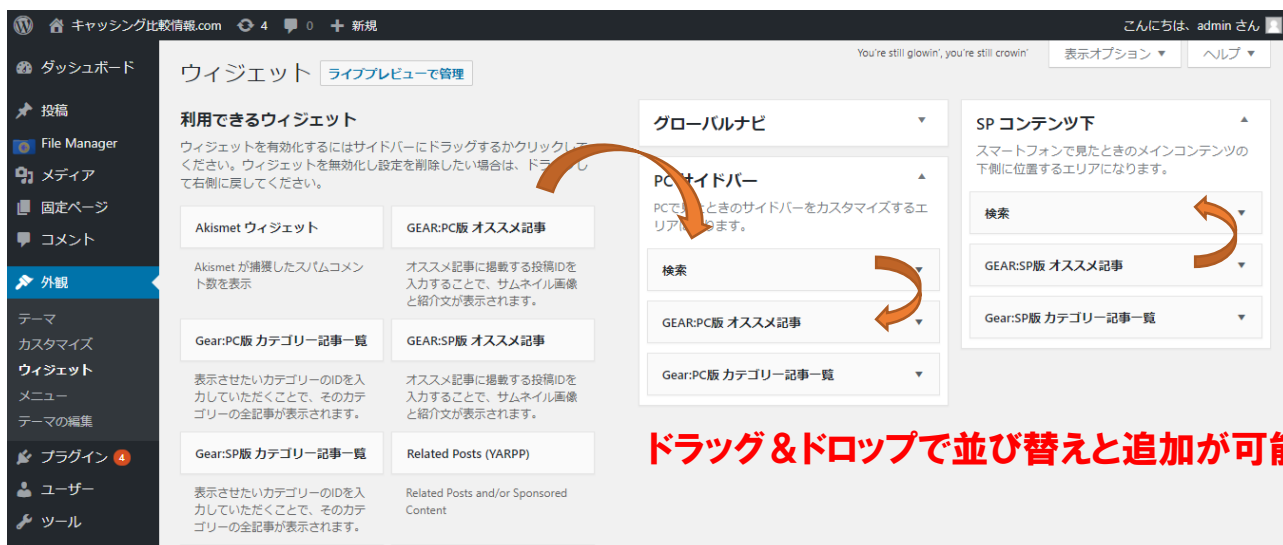 キャッシング比較情報.com 4 0 新規 こんにちは、admin さん
You're still glowin', you're still crowin' 表示オプション ▼ ヘルプ ▼
ダッシュボード
投稿
File Manager
メディア
固定ページ
コメント
外観
テーマ
カスタマイズ
ウィジェット
メニュー
テーマの編集
プラグイン 4
ユーザー
ツール
ウィジェット ライブプレビューで管理
利用できるウィジェット
ウィジェットを有効化するにはサイドバーにドラッグするかクリックして
ください。ウィジェットを無効化し設定を削除したい場合は、ドラッグし
て右側に戻してください。
Akismet ウィジェット
Akismet が捕獲したスパムコメン
ト数を表示
GEAR:PC版 オススメ記事
オススメ記事に掲載する投稿IDを
入力することで、サムネイル画像
と紹介文が表示されます。
Gear:PC版 カテゴリー記事一覧
表示させたいカテゴリーのIDを入
力していただくことで、そのカテ
ゴリーの全記事が表示されます。
GEAR:SP版 オススメ記事
オススメ記事に掲載する投稿IDを
入力することで、サムネイル画像
と紹介文が表示されます。
Gear:SP版 カテゴリー記事一覧
表示させたいカテゴリーのIDを入
力していただくことで、そのカテ
ゴリーの全記事が表示されます。
Related Posts (YARPP)
Related Posts and/or Sponsored
Content
グローバルナビ
PC サイドバー
PCで見たときのサイドバーをカスタマイズするエ
リアになります。
検索
GEAR:PC版 オススメ記事
Gear:PC版 カテゴリー記事一覧
SP コンテンツ下
スマートフォンで見たときのメインコンテンツの
下側に位置するエリアになります。
検索
GEAR:SP版 オススメ記事
Gear:SP版 カテゴリー記事一覧
ドラッグ&ドロップで並び替えと追加が可能